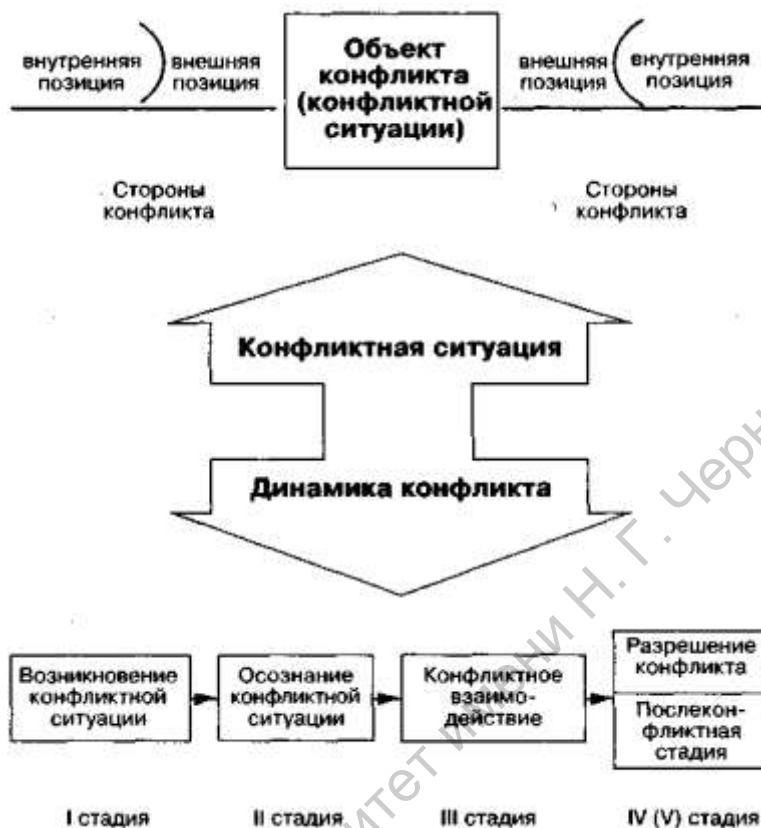 внутренняя позиция
внешняя позиция
Объект
конфликта
(конфликтной
ситуации)
внешняя позиция
внутренняя позиция
Стороны
конфликта
Стороны
конфликта
Конфликтная ситуация
Динамика конфликта
Возникновение
конфликтной
ситуации
Осознание
конфликтной
ситуации
Конфликтное
взаимо-
действие
Разрешение
конфликта
Послекон-
фликтная
стадия
I стадия
II стадия
III стадия
IV (V) стадия
имени Н. Г.